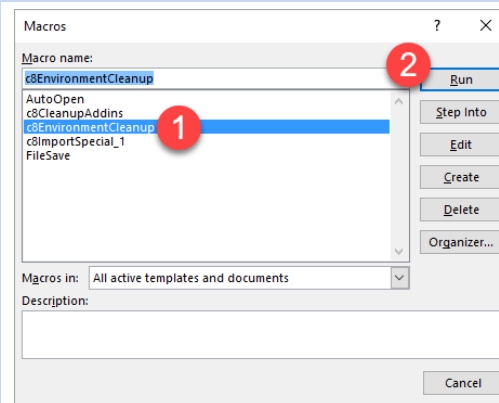 Macros ? ×
Macro name:
c8EnvironmentCleanup
2
Run
AutoOpen
c8CleanupAddins
c8EnvironmentCleanup
1
c8ImportSpecial_1
FileSave
Step Into
Edit
Create
Delete
Organizer...
Macros in: All active templates and documents
Description:
Cancel